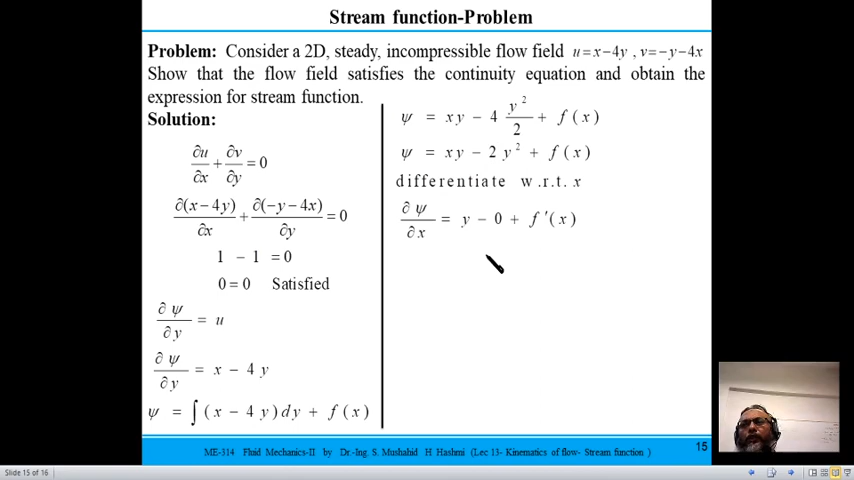 Stream function-Problem
Problem: Consider a 2D, steady, incompressible flow field u=x−4y , v=−y−4x
Show that the flow field satisfies the continuity equation and obtain the
expression for stream function.
Solution:
∂u/∂x + ∂v/∂y = 0
∂(x−4y)/∂x + ∂(−y−4x)/∂y = 0
1 − 1 = 0
0 = 0 Satisfied
∂ψ/∂y = u
∂ψ/∂y = x − 4y
ψ = ∫(x − 4y)dy + f(x)
ψ = xy − 4 y²/2 + f(x)
ψ = xy − 2y² + f(x)
differentiate w.r.t. x
∂ψ/∂x = y − 0 + f'(x)
ME-314 Fluid Mechanics-II by Dr.-Ing. S. Mushahid H Hashmi (Lec 13- Kinematics of flow- Stream function )
15
Slide 15 of 16